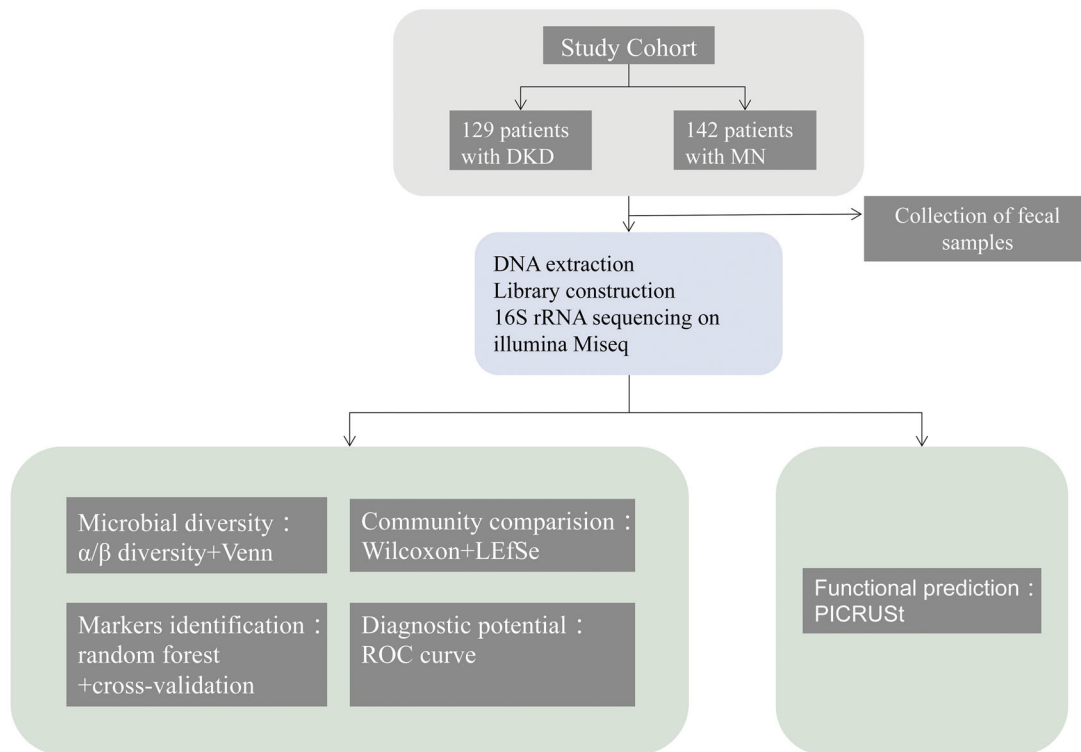 Study Cohort
129 patients
with DKD
142 patients
with MN
Collection of fecal
samples
DNA extraction
Library construction
16S rRNA sequencing on
illumina Miseq
Microbial diversity：
α/β diversity+Venn
Community comparision：
Wilcoxon+LEfSe
Markers identification：
random forest
+cross-validation
Diagnostic potential：
ROC curve
Functional prediction：
PICRUSt